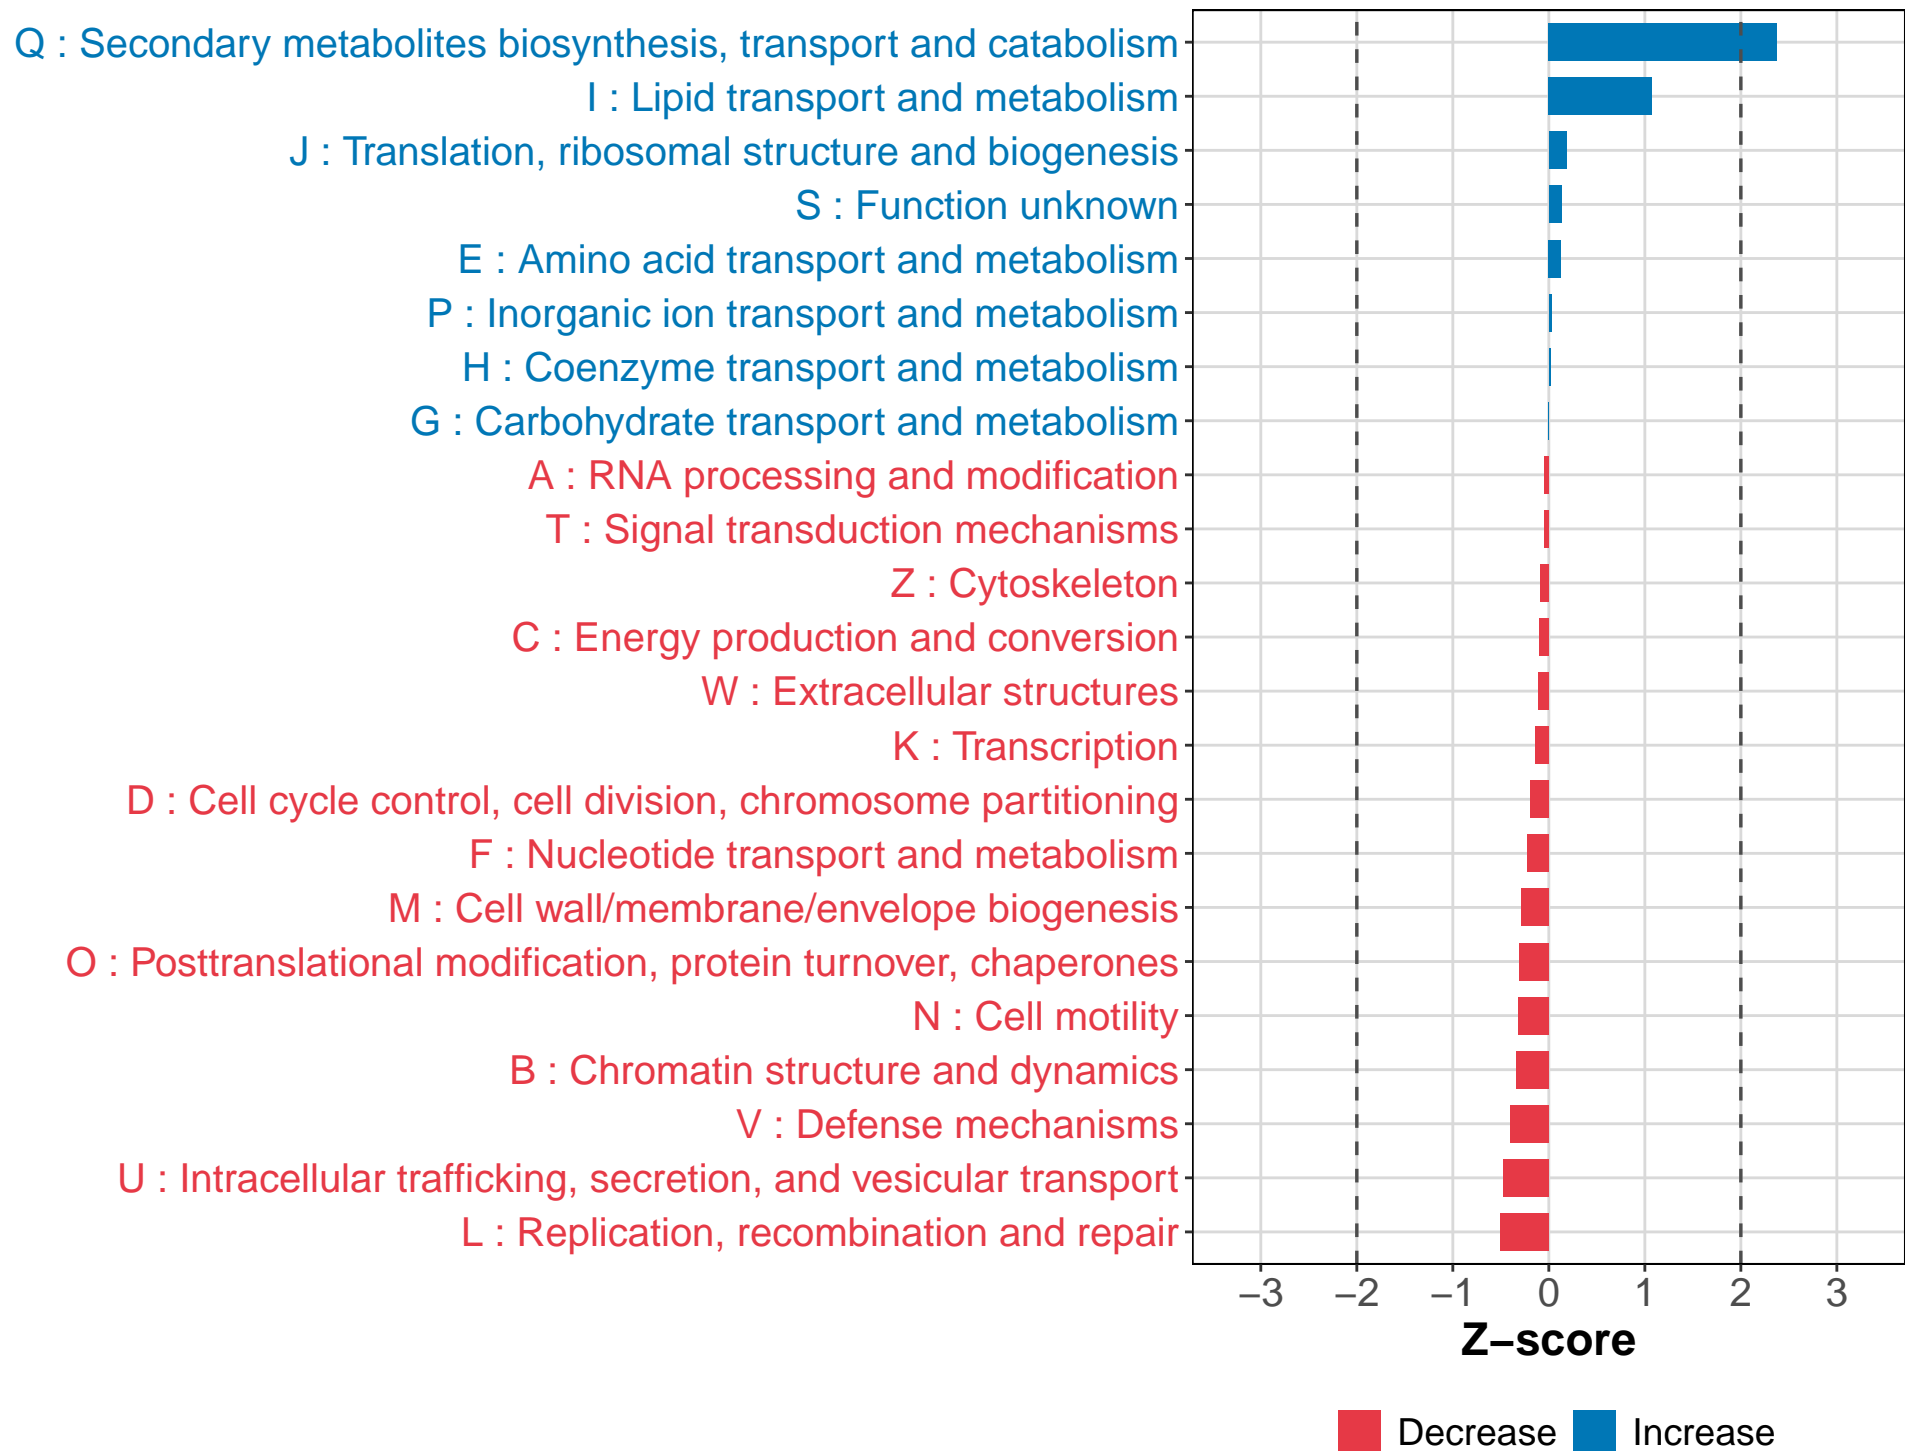 Q : Secondary metabolites biosynthesis, transport and catabolism
I : Lipid transport and metabolism
J : Translation, ribosomal structure and biogenesis
S : Function unknown
E : Amino acid transport and metabolism
P : Inorganic ion transport and metabolism
H : Coenzyme transport and metabolism
G : Carbohydrate transport and metabolism
A : RNA processing and modification
T : Signal transduction mechanisms
Z : Cytoskeleton
C : Energy production and conversion
W : Extracellular structures
K : Transcription
D : Cell cycle control, cell division, chromosome partitioning
F : Nucleotide transport and metabolism
M : Cell wall/membrane/envelope biogenesis
O : Posttranslational modification, protein turnover, chaperones
N : Cell motility
B : Chromatin structure and dynamics
V : Defense mechanisms
U : Intracellular trafficking, secretion, and vesicular transport
L : Replication, recombination and repair
−3 −2 −1 0 1 2 3
Z−score
Decrease Increase